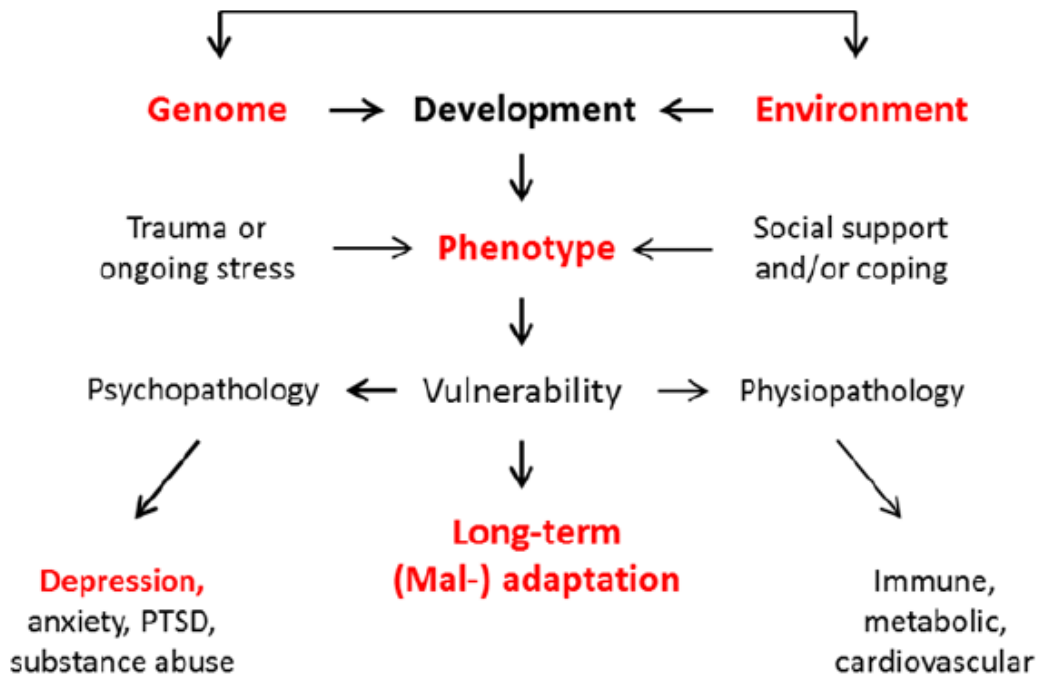 Genome
Development
Environment
Trauma or
ongoing stress
Phenotype
Social support
and/or coping
Psychopathology
Vulnerability
Physiopathology
Long-term
(Mal-) adaptation
Depression,
anxiety, PTSD,
substance abuse
Immune,
metabolic,
cardiovascular